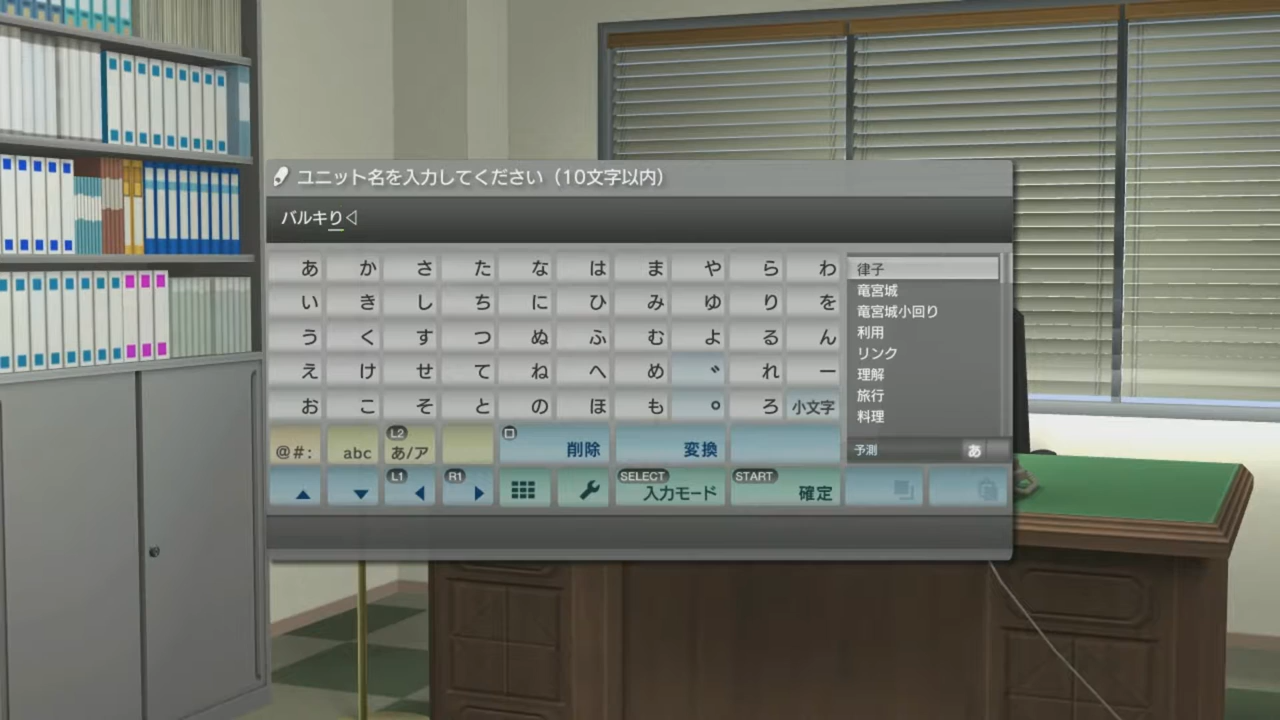 ユニット名を入力してください（10文字以内）
バルキり◁
あ か さ た な は ま や ら わ
い き し ち に ひ み ゆ り を
う く す つ ぬ ふ む よ る ん
え け せ て ね へ め ゛ れ ー
お こ そ と の ほ も ゜ ろ 小文字
律子
竜宮城
竜宮城小回り
利用
リンク
理解
旅行
料理
予測 あ
@#: abc L2 あ/ア 削除 変換
▲ ▼ L1 ◀ R1 ▶ SELECT 入力モード START 確定